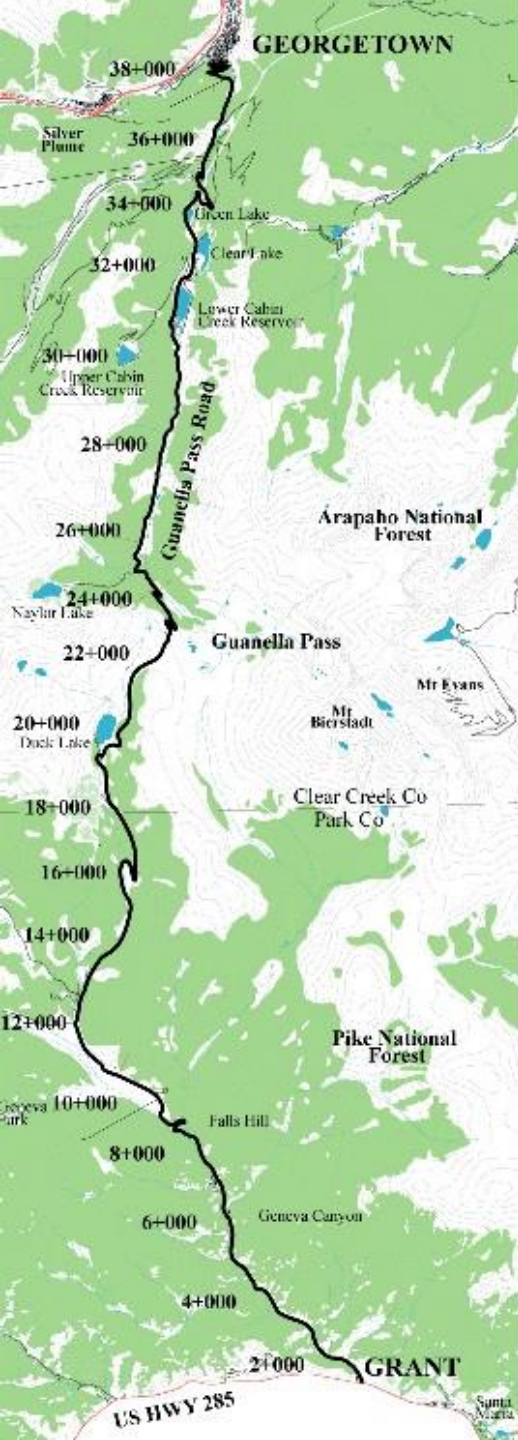 GEORGETOWN
38+000
Silver
Plume
36+000
34+000
Green Lake
Clear Lake
32+000
Lower Cabin
Creek Reservoir
30+000
Upper Cabin
Creek Reservoir
Guanella Pass Road
28+000
Arapaho National
Forest
26+000
24+000
Naylor Lake
Guanella Pass
22+000
Mt Evans
Mt
Bierstadt
20+000
Duck Lake
Clear Creek Co
Park Co
18+000
16+000
14+000
12+000
Pike National
Forest
Geneva
Park
10+000
Falls Hill
8+000
Geneva Canyon
6+000
4+000
2+000
GRANT
US HWY 285
Santa
Maria